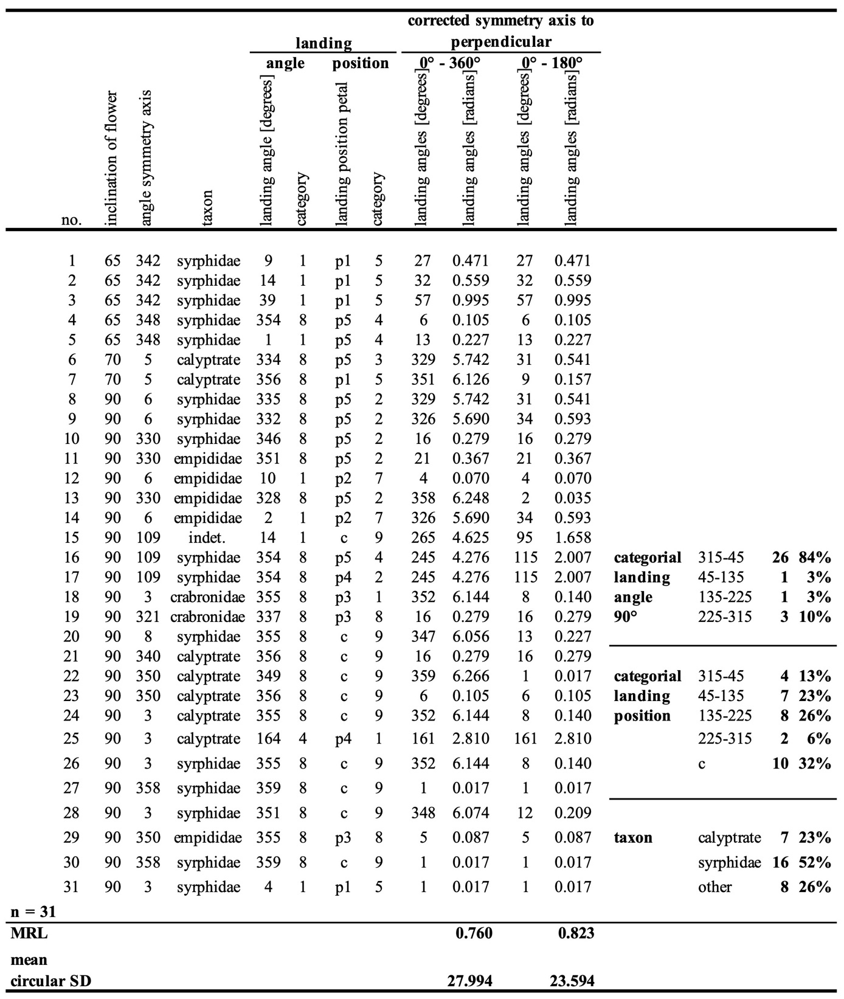 corrected symmetry axis to
landing perpendicular
angle position 0° - 360° 0° - 180°
no. inclination of flower angle symmetry axis taxon landing angle [degrees] category landing position petal category landing angles [degrees] landing angles [radians] landing angles [degrees] landing angles [radians]
1 65 342 syrphidae 9 1 p1 5 27 0.471 27 0.471
2 65 342 syrphidae 14 1 p1 5 32 0.559 32 0.559
3 65 342 syrphidae 39 1 p1 5 57 0.995 57 0.995
4 65 348 syrphidae 354 8 p5 4 6 0.105 6 0.105
5 65 348 syrphidae 1 1 p5 4 13 0.227 13 0.227
6 70 5 calyptrate 334 8 p5 3 329 5.742 31 0.541
7 70 5 calyptrate 356 8 p1 5 351 6.126 9 0.157
8 90 6 syrphidae 335 8 p5 2 329 5.742 31 0.541
9 90 6 syrphidae 332 8 p5 2 326 5.690 34 0.593
10 90 330 syrphidae 346 8 p5 2 16 0.279 16 0.279
11 90 330 empididae 351 8 p5 2 21 0.367 21 0.367
12 90 6 empididae 10 1 p2 7 4 0.070 4 0.070
13 90 330 empididae 328 8 p5 2 358 6.248 2 0.035
14 90 6 empididae 2 1 p2 7 326 5.690 34 0.593
15 90 109 indet. 14 1 c 9 265 4.625 95 1.658
16 90 109 syrphidae 354 8 p5 4 245 4.276 115 2.007 categorial 315-45 26 84%
17 90 109 syrphidae 354 8 p4 2 245 4.276 115 2.007 landing 45-135 1 3%
18 90 3 crabronidae 355 8 p3 1 352 6.144 8 0.140 angle 135-225 1 3%
19 90 321 crabronidae 337 8 p3 8 16 0.279 16 0.279 90° 225-315 3 10%
20 90 8 syrphidae 355 8 c 9 347 6.056 13 0.227
21 90 340 calyptrate 356 8 c 9 16 0.279 16 0.279
22 90 350 calyptrate 349 8 c 9 359 6.266 1 0.017 categorial 315-45 4 13%
23 90 350 calyptrate 356 8 c 9 6 0.105 6 0.105 landing 45-135 7 23%
24 90 3 calyptrate 355 8 c 9 352 6.144 8 0.140 position 135-225 8 26%
25 90 3 calyptrate 164 4 p4 1 161 2.810 161 2.810 225-315 2 6%
26 90 3 syrphidae 355 8 c 9 352 6.144 8 0.140 c 10 32%
27 90 358 syrphidae 359 8 c 9 1 0.017 1 0.017
28 90 3 syrphidae 351 8 c 9 348 6.074 12 0.209
29 90 350 empididae 355 8 p3 8 5 0.087 5 0.087 taxon calyptrate 7 23%
30 90 358 syrphidae 359 8 c 9 1 0.017 1 0.017 syrphidae 16 52%
31 90 3 syrphidae 4 1 p1 5 1 0.017 1 0.017 other 8 26%
n = 31
MRL 0.760 0.823
mean
circular SD 27.994 23.594